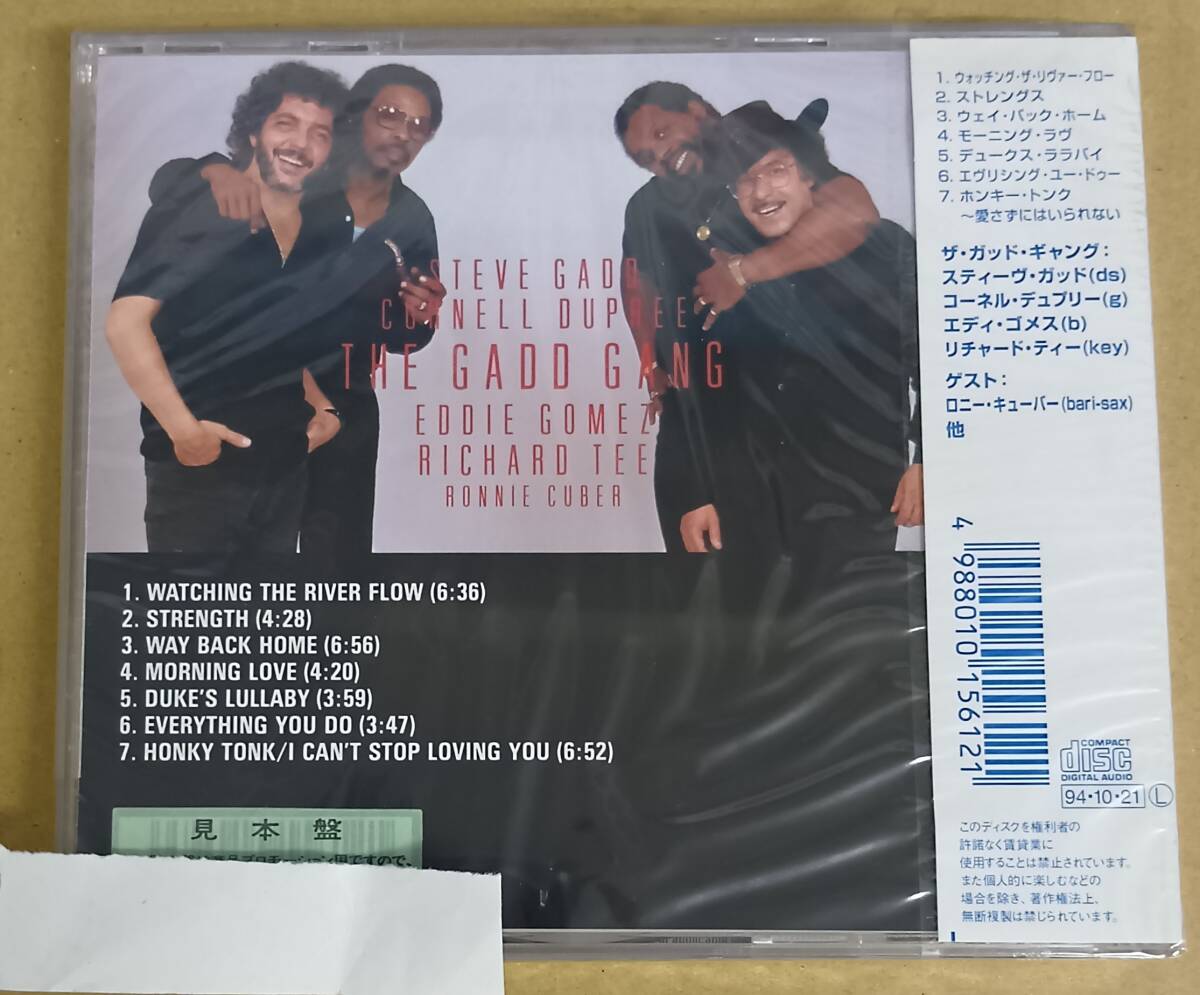 STEVE GADD
CORNELL DUPREE
THE GADD GANG
EDDIE GOMEZ
RICHARD TEE
RONNIE CUBER
1. WATCHING THE RIVER FLOW (6:36)
2. STRENGTH (4:28)
3. WAY BACK HOME (6:56)
4. MORNING LOVE (4:20)
5. DUKE'S LULLABY (3:59)
6. EVERYTHING YOU DO (3:47)
7. HONKY TONK/I CAN'T STOP LOVING YOU (6:52)
見本盤
1. ウォッチング・ザ・リヴァー・フロー
2. ストレングス
3. ウェイ・バック・ホーム
4. モーニング・ラヴ
5. デュークス・ララバイ
6. エヴリシング・ユー・ドゥー
7. ホンキー・トンク
〜愛さずにはいられない
ザ・ガッド・ギャング：
スティーヴ・ガッド(ds)
コーネル・デュプリー(g)
エディ・ゴメス(b)
リチャード・ティー(key)
ゲスト：
ロニー・キューバー(bari-sax)
他
4 988010 156121
COMPACT
disc
DIGITAL AUDIO
94・10・21 L
このディスクを権利者の
許諾なく賃貸業に
使用することは禁止されています。
また個人的に楽しむなどの
場合を除き、著作権法上、
無断複製は禁じられています。